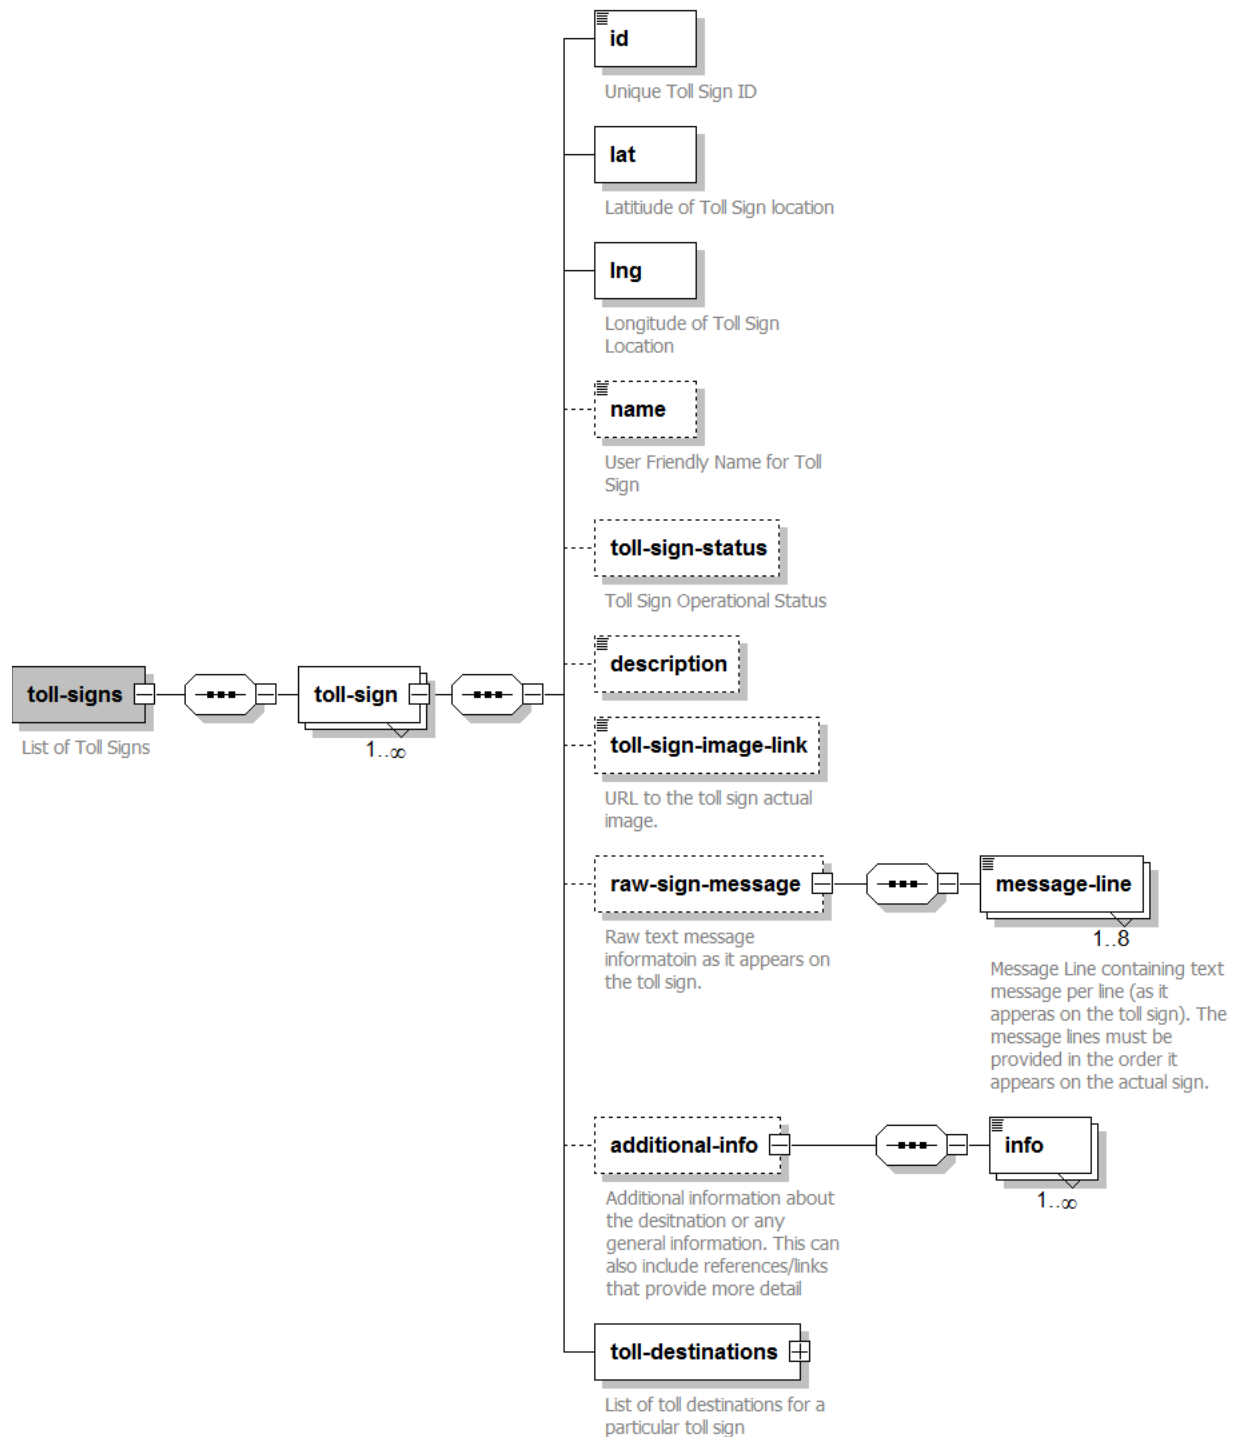 id
Unique Toll Sign ID
lat
Latitiude of Toll Sign location
lng
Longitude of Toll Sign
Location
name
User Friendly Name for Toll
Sign
toll-sign-status
Toll Sign Operational Status
description
toll-signs
List of Toll Signs
toll-sign
1..∞
toll-sign-image-link
URL to the toll sign actual
image.
raw-sign-message
Raw text message
informatoin as it appears on
the toll sign.
message-line
1..8
Message Line containing text
message per line (as it
apperas on the toll sign). The
message lines must be
provided in the order it
appears on the actual sign.
additional-info
Additional information about
the desitnation or any
general information. This can
also include references/links
that provide more detail
info
1..∞
toll-destinations
List of toll destinations for a
particular toll sign